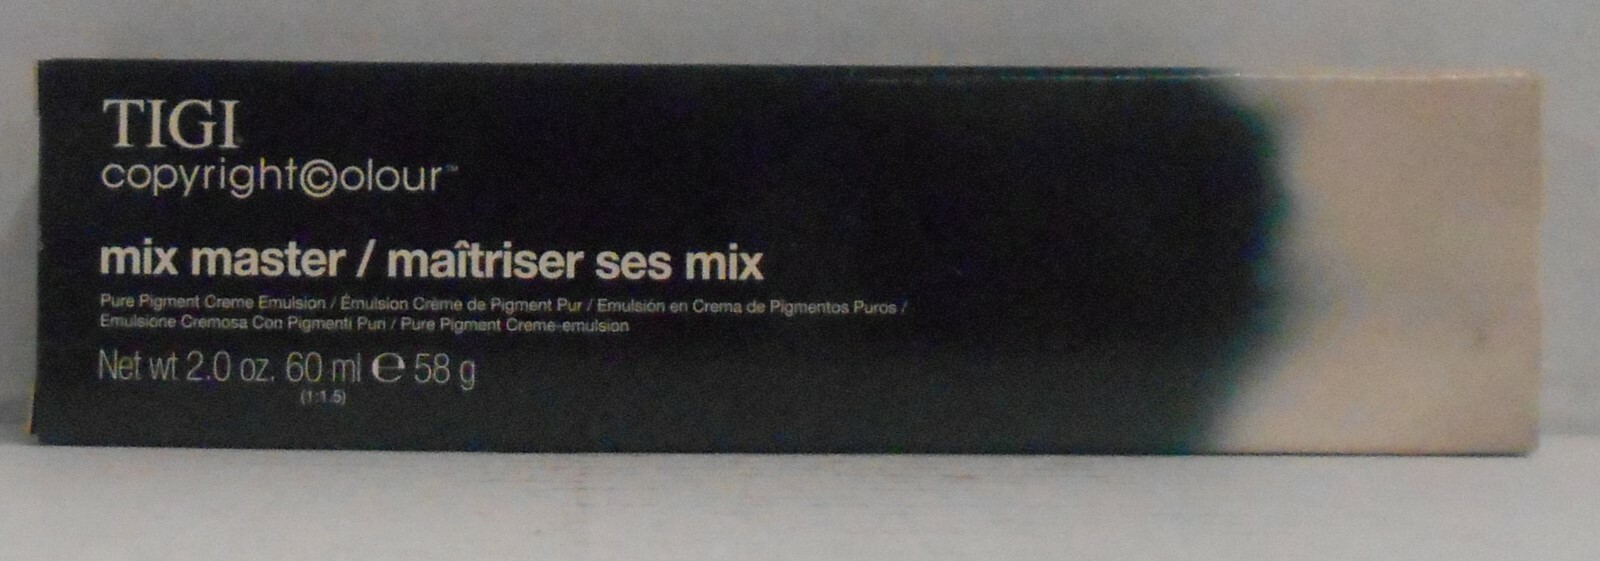 TIGI
copyright©olour™
mix master / maîtriser ses mix
Pure Pigment Creme Emulsion / Émulsion Crème de Pigment Pur / Emulsión en Crema de Pigmentos Puros /
Emulsione Cremosa Con Pigmenti Puri / Pure Pigment Creme-emulsion
Net wt 2.0 oz. 60 ml ℮ 58 g
(1:1.5)